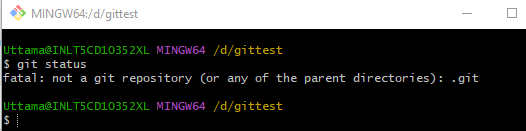 MINGW64:/d/gittest
Uttama@INLT5CD10352XL MINGW64 /d/gittest
$ git status
fatal: not a git repository (or any of the parent directories): .git
Uttama@INLT5CD10352XL MINGW64 /d/gittest
$